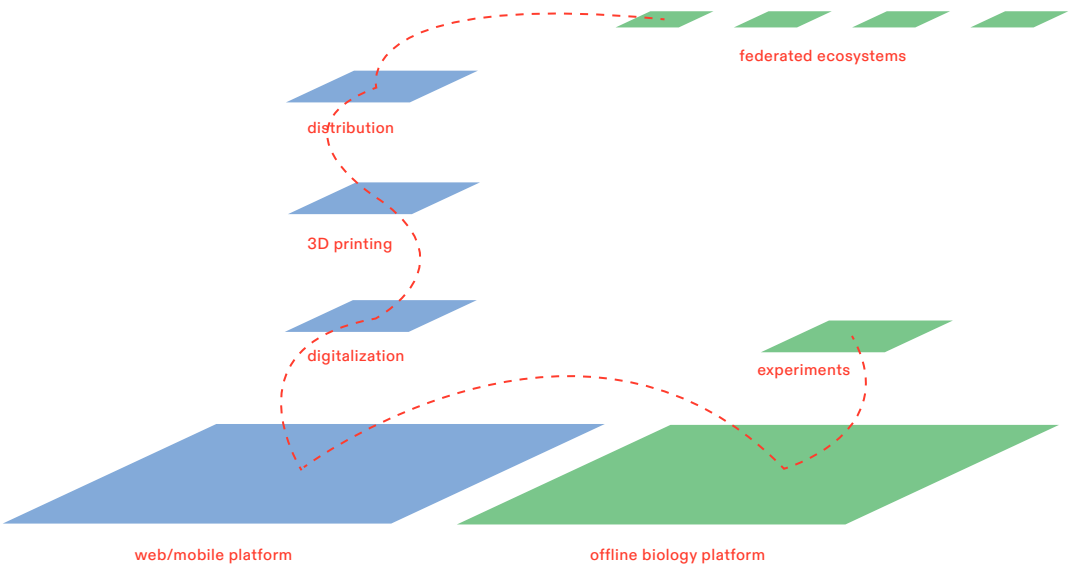 federated ecosystems
distribution
3D printing
digitalization
experiments
web/mobile platform
offline biology platform